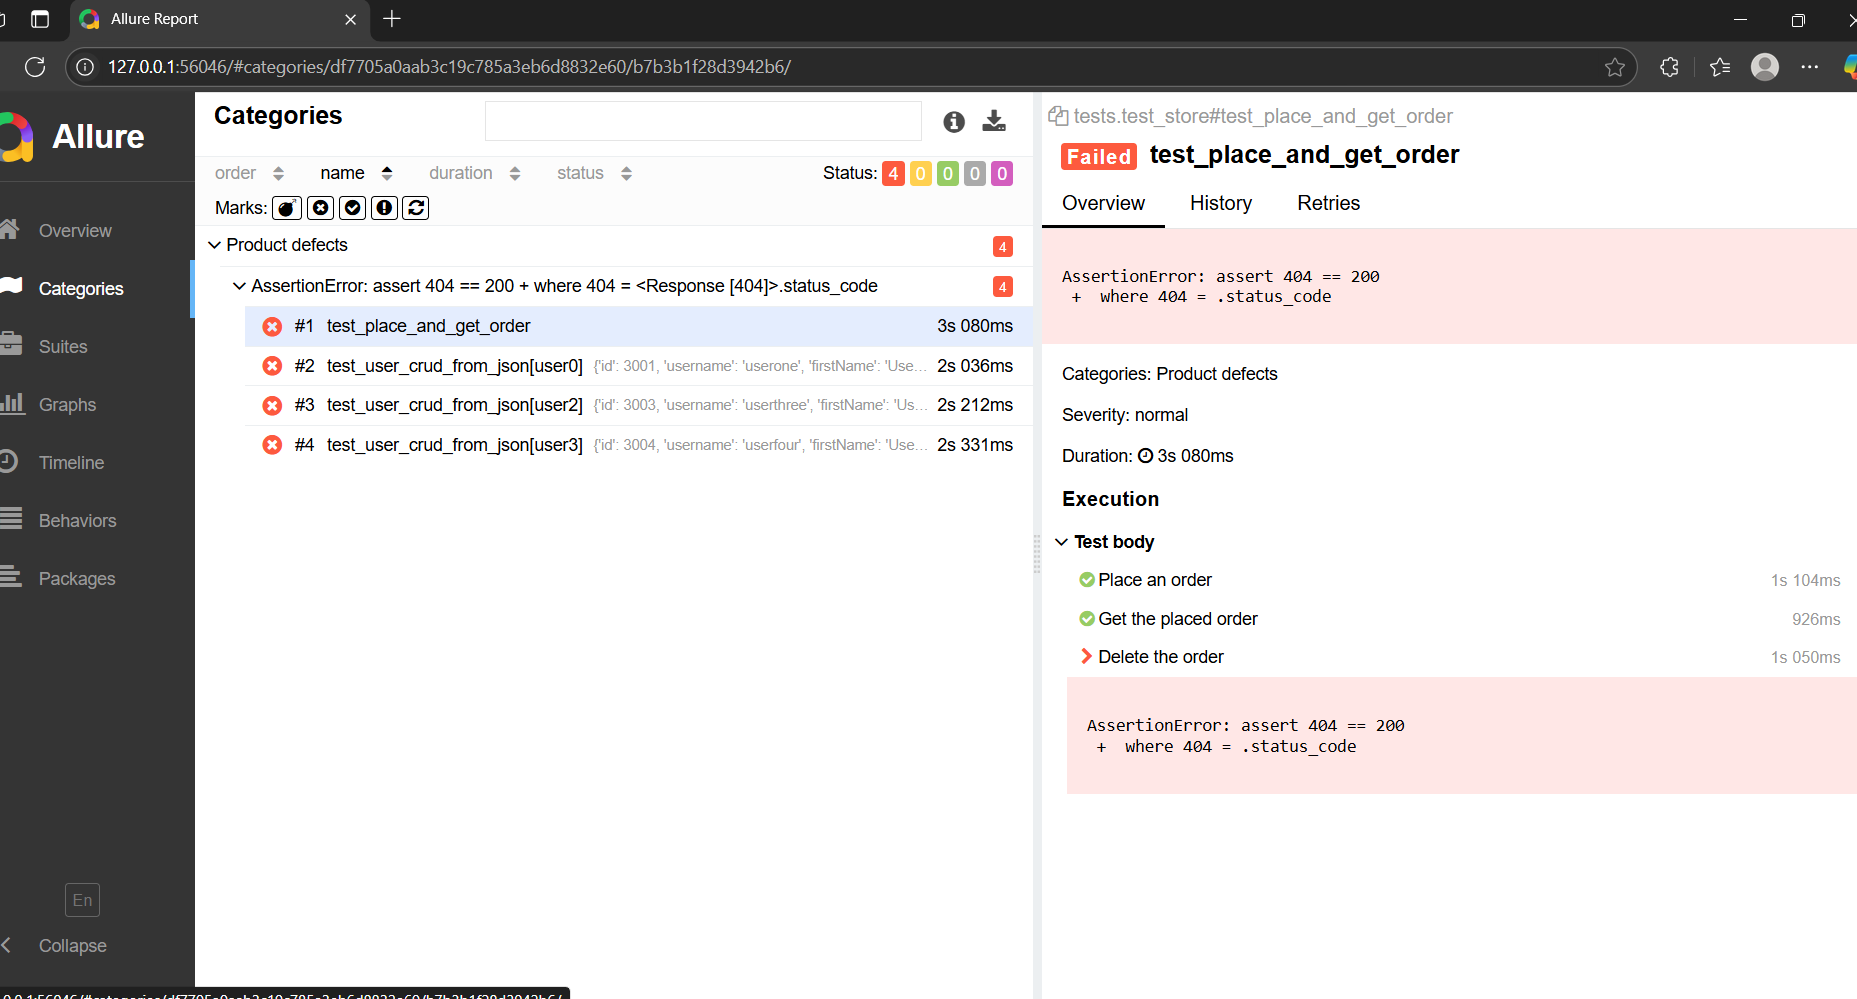 Allure Report
127.0.0.1:56046/#categories/df7705a0aab3c19c785a3eb6d8832e60/b7b3b1f28d3942b6/
Allure
Overview
Categories
Suites
Graphs
Timeline
Behaviors
Packages
En
Collapse
Categories
order name duration status Status: 4 0 0 0 0
Marks:
Product defects 4
AssertionError: assert 404 == 200 + where 404 = <Response [404]>.status_code 4
#1 test_place_and_get_order 3s 080ms
#2 test_user_crud_from_json[user0] {'id': 3001, 'username': 'userone', 'firstName': 'Use... 2s 036ms
#3 test_user_crud_from_json[user2] {'id': 3003, 'username': 'userthree', 'firstName': 'Us... 2s 212ms
#4 test_user_crud_from_json[user3] {'id': 3004, 'username': 'userfour', 'firstName': 'Use... 2s 331ms
tests.test_store#test_place_and_get_order
Failed test_place_and_get_order
Overview History Retries
AssertionError: assert 404 == 200
+ where 404 = .status_code
Categories: Product defects
Severity: normal
Duration: 3s 080ms
Execution
Test body
Place an order 1s 104ms
Get the placed order 926ms
Delete the order 1s 050ms
AssertionError: assert 404 == 200
+ where 404 = .status_code